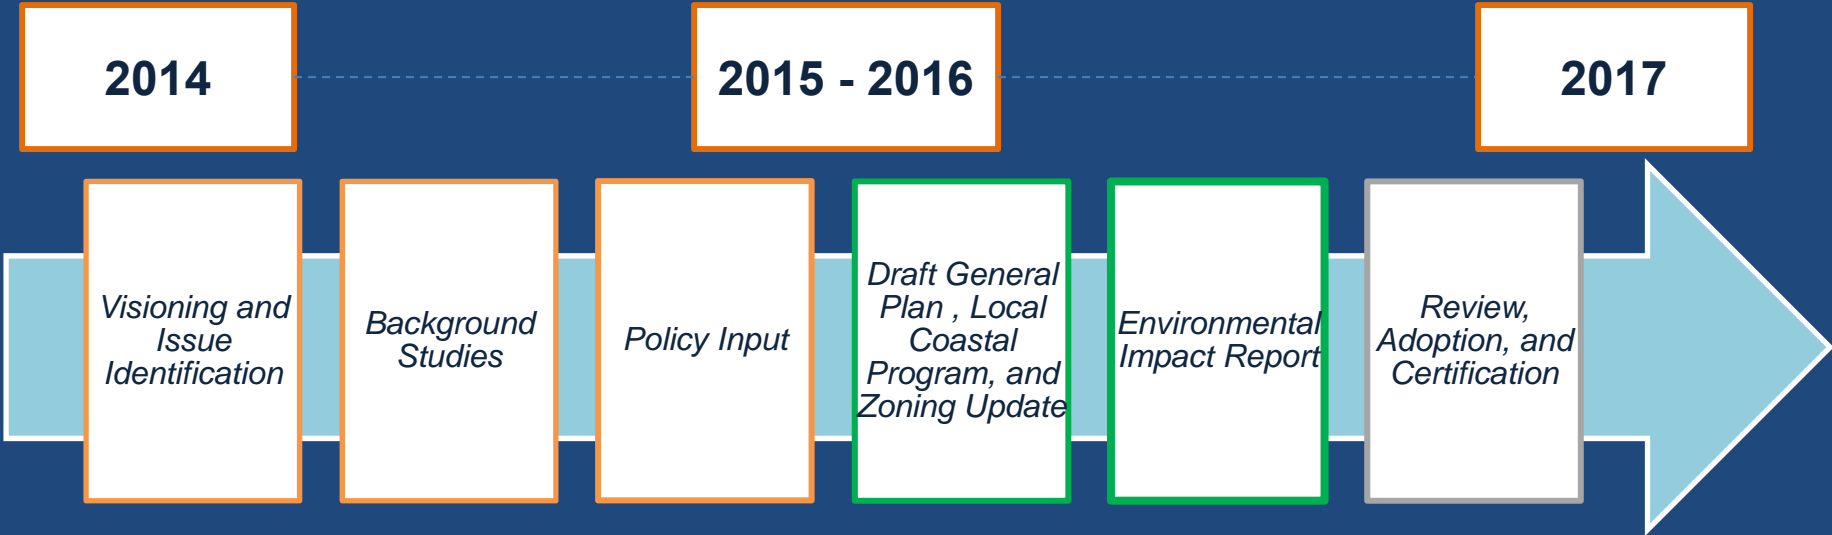 2014
2015 - 2016
2017
Visioning and
Issue
Identification
Background
Studies
Policy Input
Draft General
Plan , Local
Coastal
Program, and
Zoning Update
Environmental
Impact Report
Review,
Adoption, and
Certification